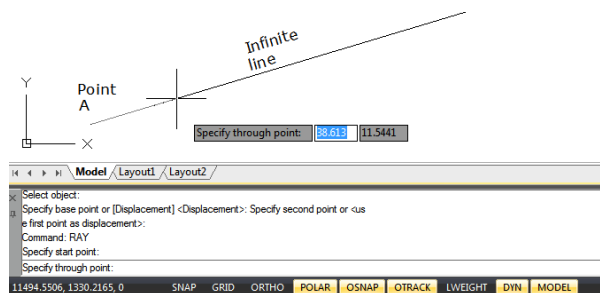 Infinite
line
Point
A
Y
X
Specify through point: 38.613 11.5441
Model Layout1 Layout2
Select object:
Specify base point or [Displacement] <Displacement>: Specify second point or <us
e first point as displacement>:
Command: RAY
Specify start point:
Specify through point:
11494.5506, 1330.2165, 0 SNAP GRID ORTHO POLAR OSNAP OTRACK LWEIGHT DYN MODEL